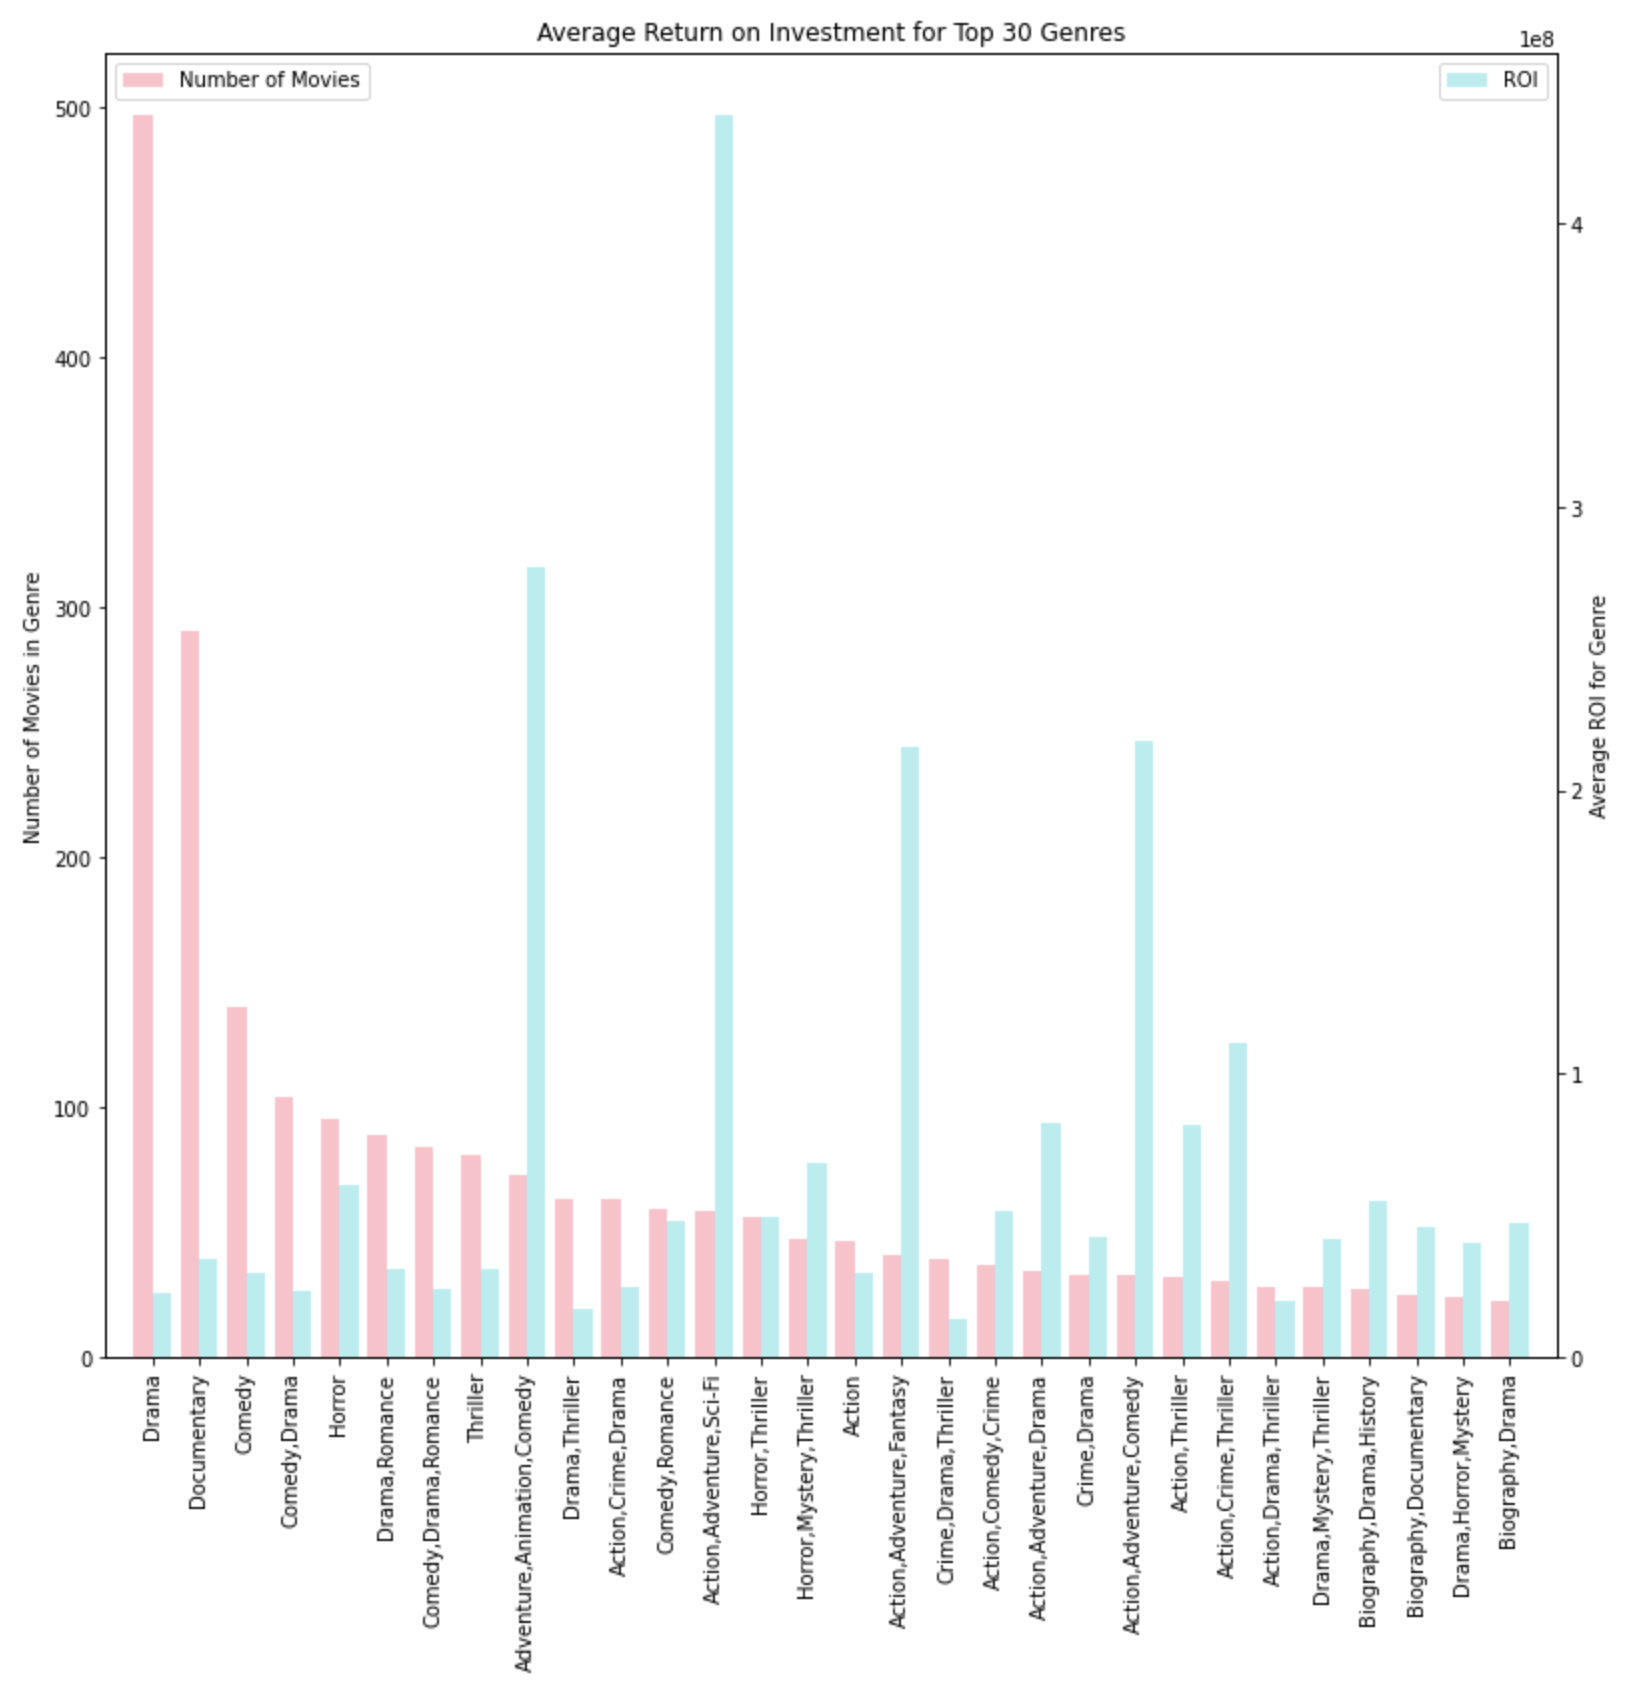 Average Return on Investment for Top 30 Genres
1e8
Number of Movies
ROI
500
400
300
200
100
0
Number of Movies in Genre
4
3
2
1
0
Average ROI for Genre
Drama
Documentary
Comedy
Comedy,Drama
Horror
Drama,Romance
Comedy,Drama,Romance
Thriller
Adventure,Animation,Comedy
Drama,Thriller
Action,Crime,Drama
Comedy,Romance
Action,Adventure,Sci-Fi
Horror,Thriller
Horror,Mystery,Thriller
Action
Action,Adventure,Fantasy
Crime,Drama,Thriller
Action,Comedy,Crime
Action,Adventure,Drama
Crime,Drama
Action,Adventure,Comedy
Action,Thriller
Action,Crime,Thriller
Action,Drama,Thriller
Drama,Mystery,Thriller
Biography,Drama,History
Biography,Documentary
Drama,Horror,Mystery
Biography,Drama